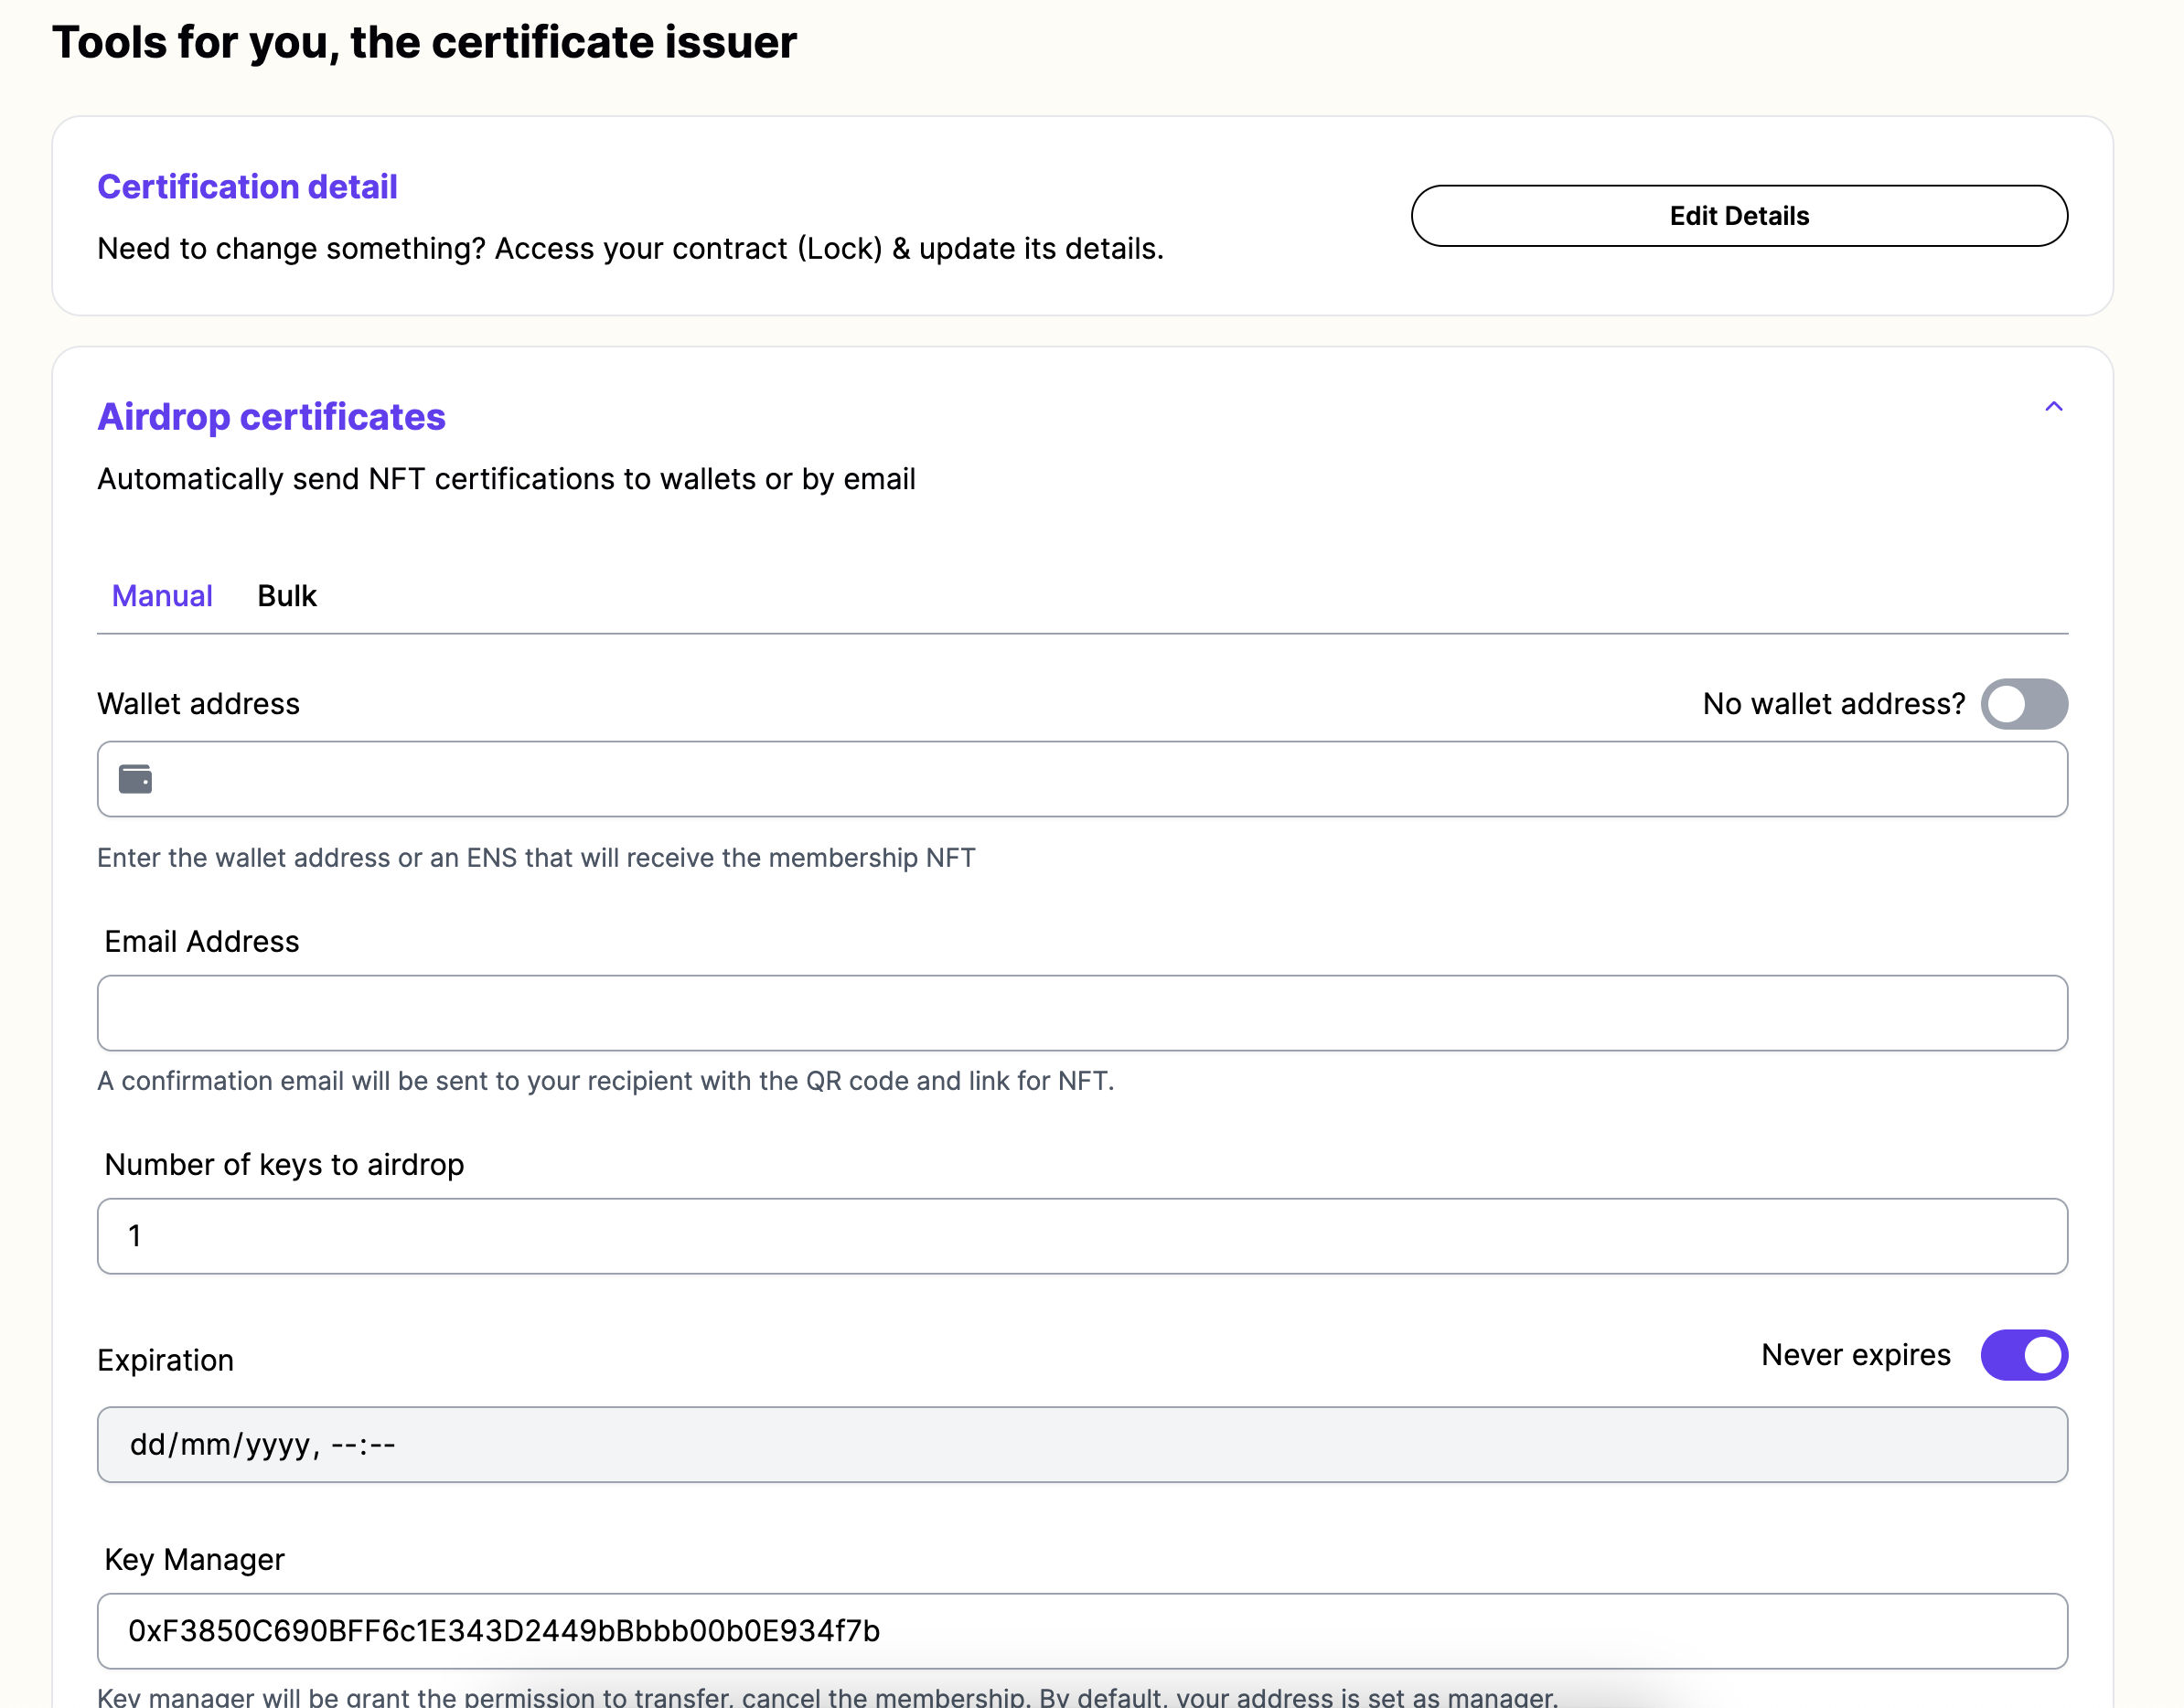 Tools for you, the certificate issuer
Certification detail
Need to change something? Access your contract (Lock) & update its details.
Edit Details
Airdrop certificates
Automatically send NFT certifications to wallets or by email
Manual Bulk
Wallet address
No wallet address?
Enter the wallet address or an ENS that will receive the membership NFT
Email Address
A confirmation email will be sent to your recipient with the QR code and link for NFT.
Number of keys to airdrop
1
Expiration
Never expires
dd/mm/yyyy, --:--
Key Manager
0xF3850C690BFF6c1E343D2449bBbbb00b0E934f7b
Key manager will be grant the permission to transfer, cancel the membership. By default, your address is set as manager.